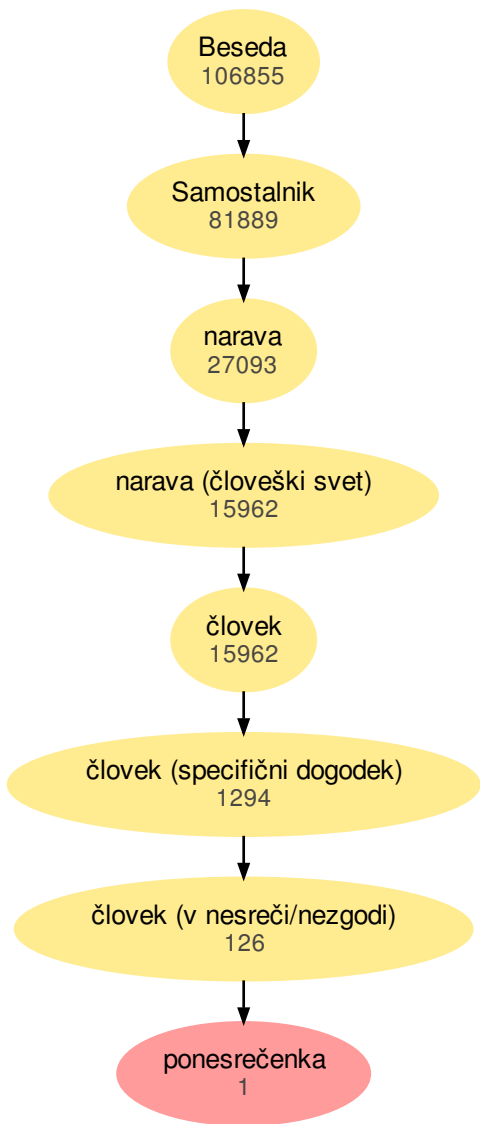 Beseda
106855
Samostalnik
81889
narava
27093
narava (človeški svet)
15962
človek
15962
človek (specifični dogodek)
1294
človek (v nesreči/nezgodi)
126
ponesrečenka
1